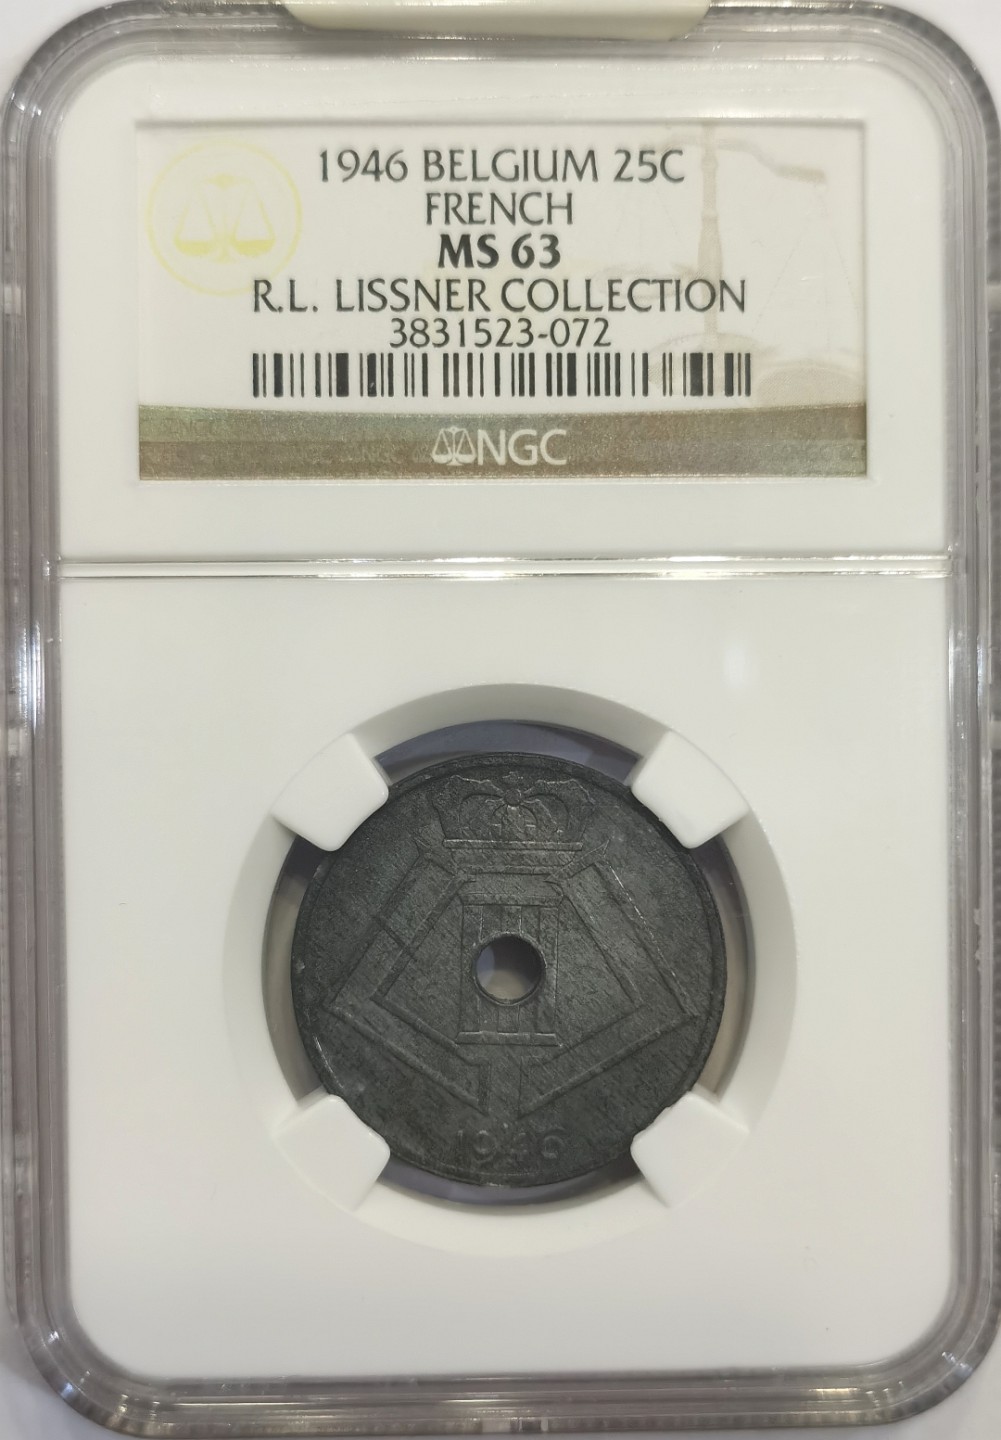 1946 BELGIUM 25C
FRENCH
MS 63
R.L. LISSNER COLLECTION
3831523-072
NGC
1946